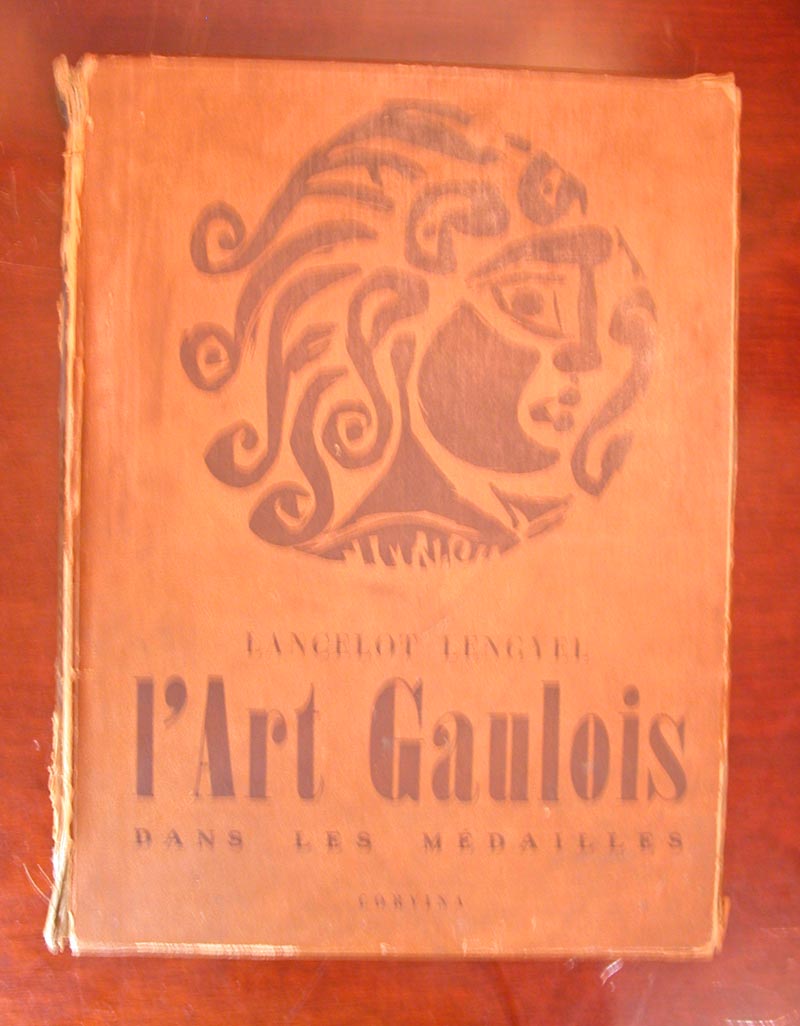 LANCELOT LENGYEL
l'Art Gaulois
DANS LES MÉDAILLES
CORVINA